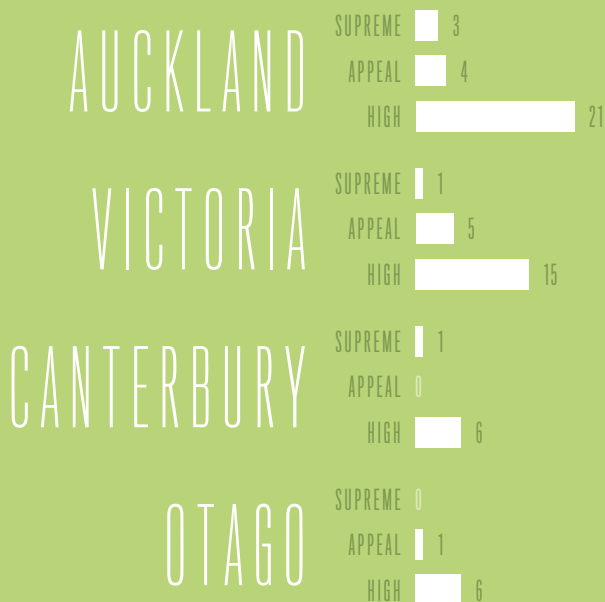 AUCKLAND
SUPREME 3
APPEAL 4
HIGH 21
VICTORIA
SUPREME 1
APPEAL 5
HIGH 15
CANTERBURY
SUPREME 1
APPEAL 0
HIGH 6
OTAGO
SUPREME 0
APPEAL 1
HIGH 6